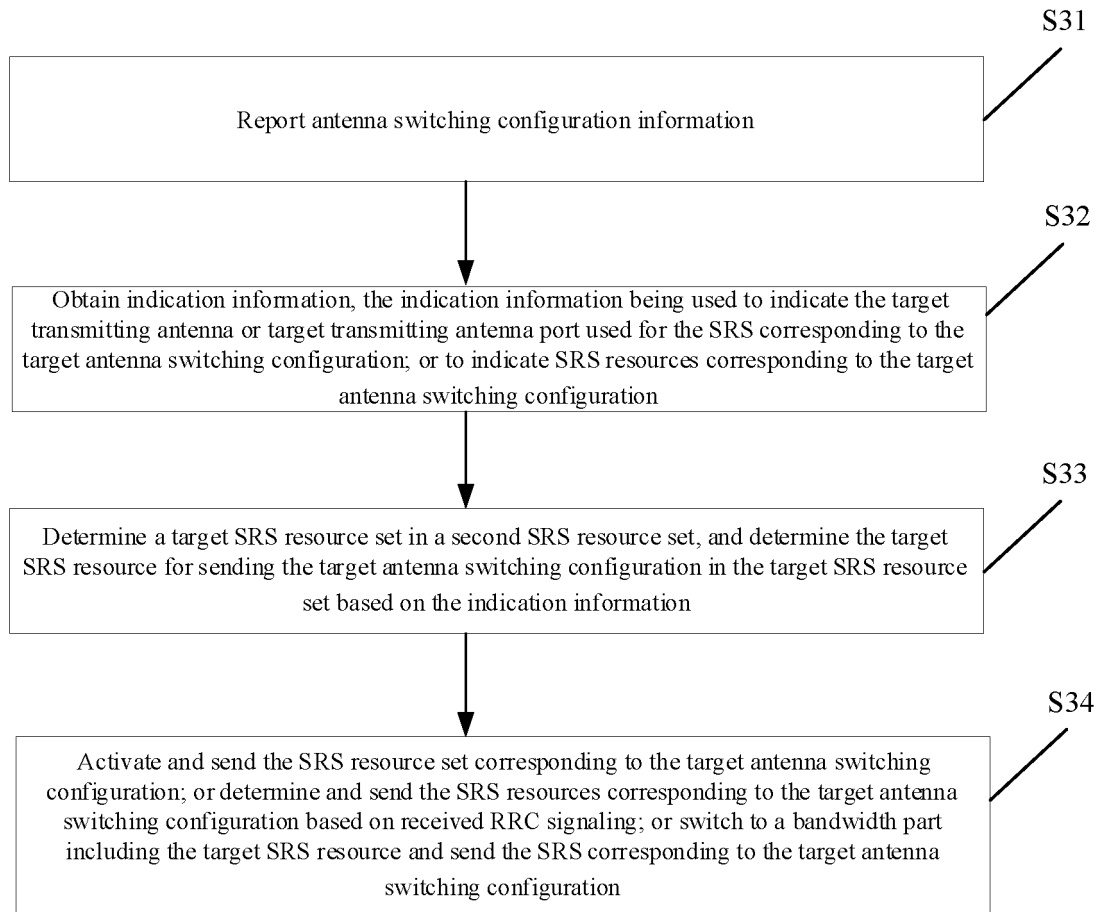 S31
Report antenna switching configuration information
S32
Obtain indication information, the indication information being used to indicate the target
transmitting antenna or target transmitting antenna port used for the SRS corresponding to the
target antenna switching configuration; or to indicate SRS resources corresponding to the target
antenna switching configuration
S33
Determine a target SRS resource set in a second SRS resource set, and determine the target
SRS resource for sending the target antenna switching configuration in the target SRS resource
set based on the indication information
S34
Activate and send the SRS resource set corresponding to the target antenna switching
configuration; or determine and send the SRS resources corresponding to the target antenna
switching configuration based on received RRC signaling; or switch to a bandwidth part
including the target SRS resource and send the SRS corresponding to the target antenna
switching configuration